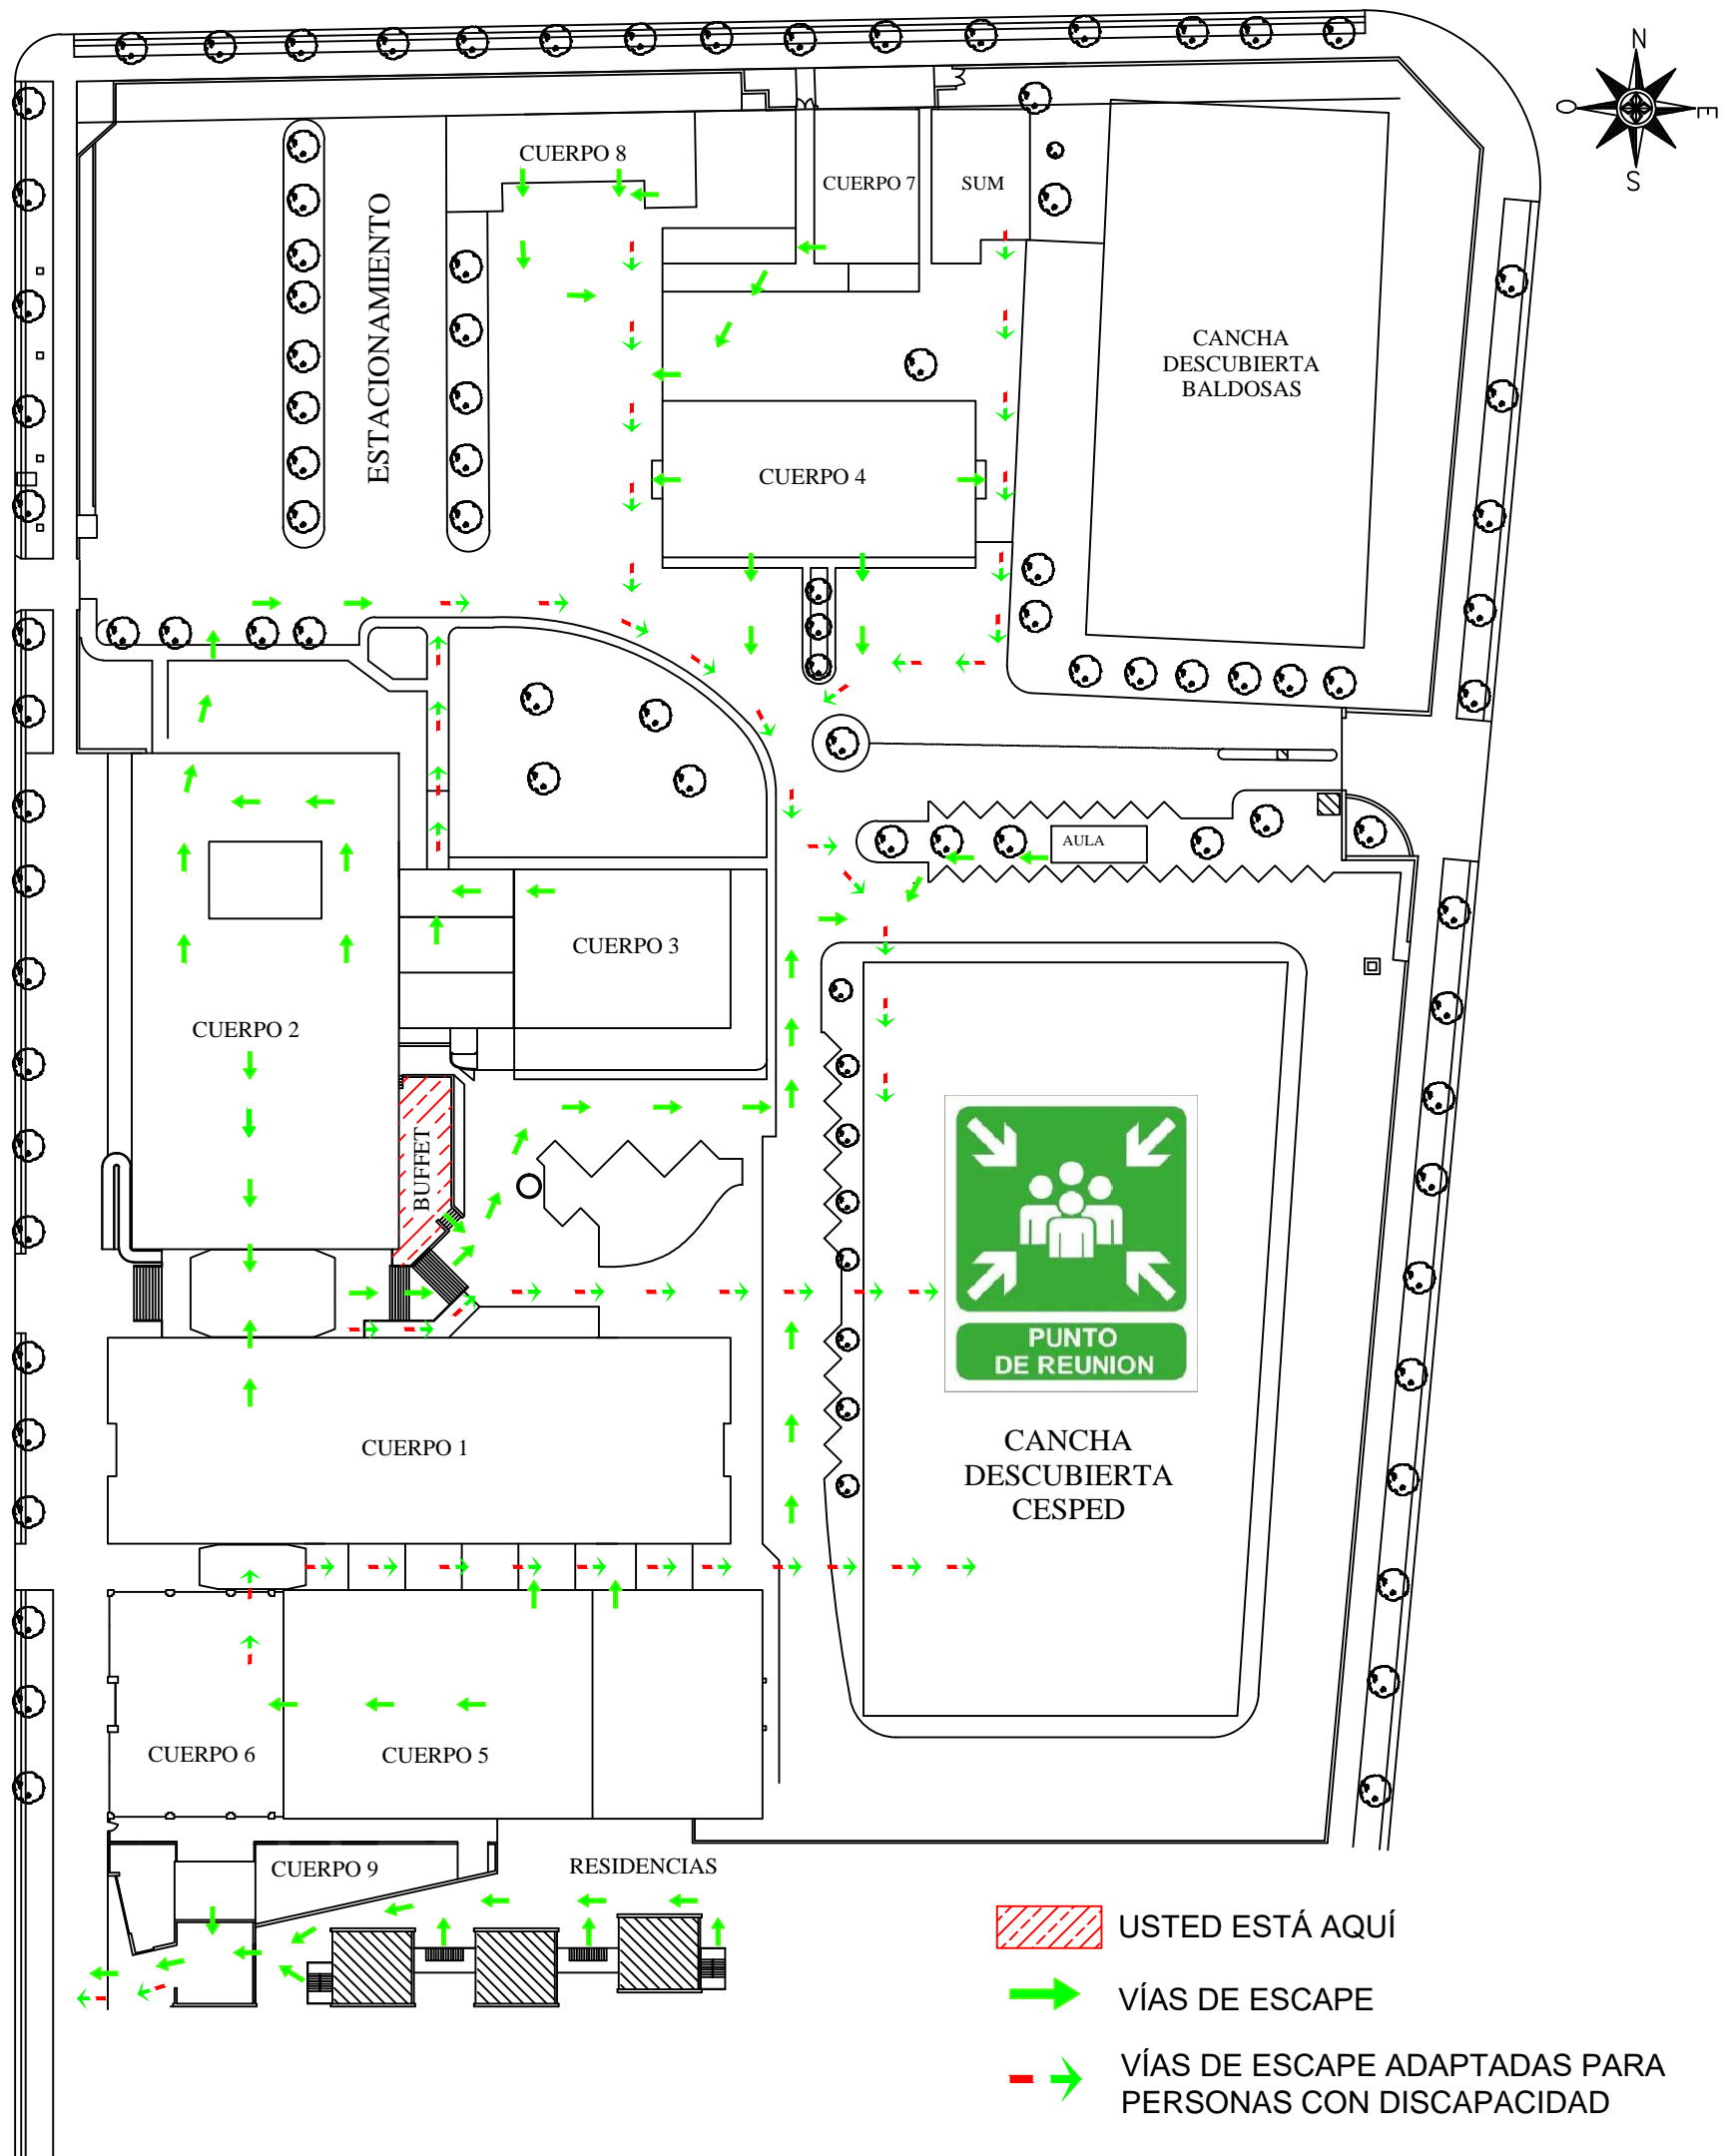 N
O
E
S
CUERPO 8
CUERPO 7
SUM
ESTACIONAMIENTO
CANCHA
DESCUBIERTA
BALDOSAS
CUERPO 4
AULA
CUERPO 3
CUERPO 2
BUFFET
PUNTO
DE REUNION
CUERPO 1
CANCHA
DESCUBIERTA
CESPED
CUERPO 6
CUERPO 5
CUERPO 9
RESIDENCIAS
USTED ESTÁ AQUÍ
VÍAS DE ESCAPE
VÍAS DE ESCAPE ADAPTADAS PARA
PERSONAS CON DISCAPACIDAD